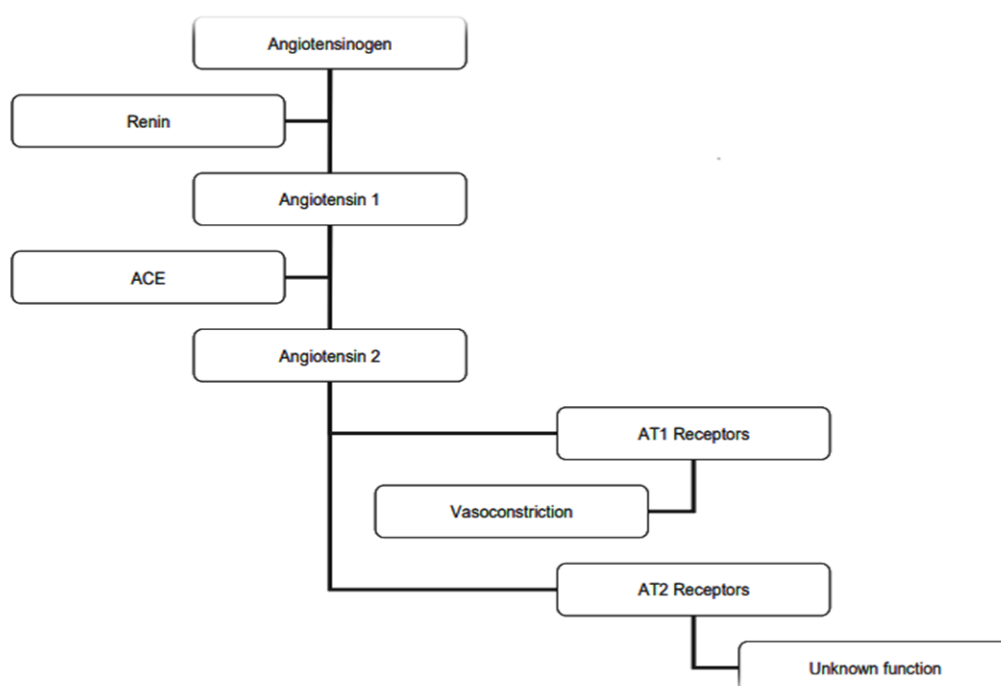 Angiotensinogen
Renin
Angiotensin 1
ACE
Angiotensin 2
AT1 Receptors
Vasoconstriction
AT2 Receptors
Unknown function